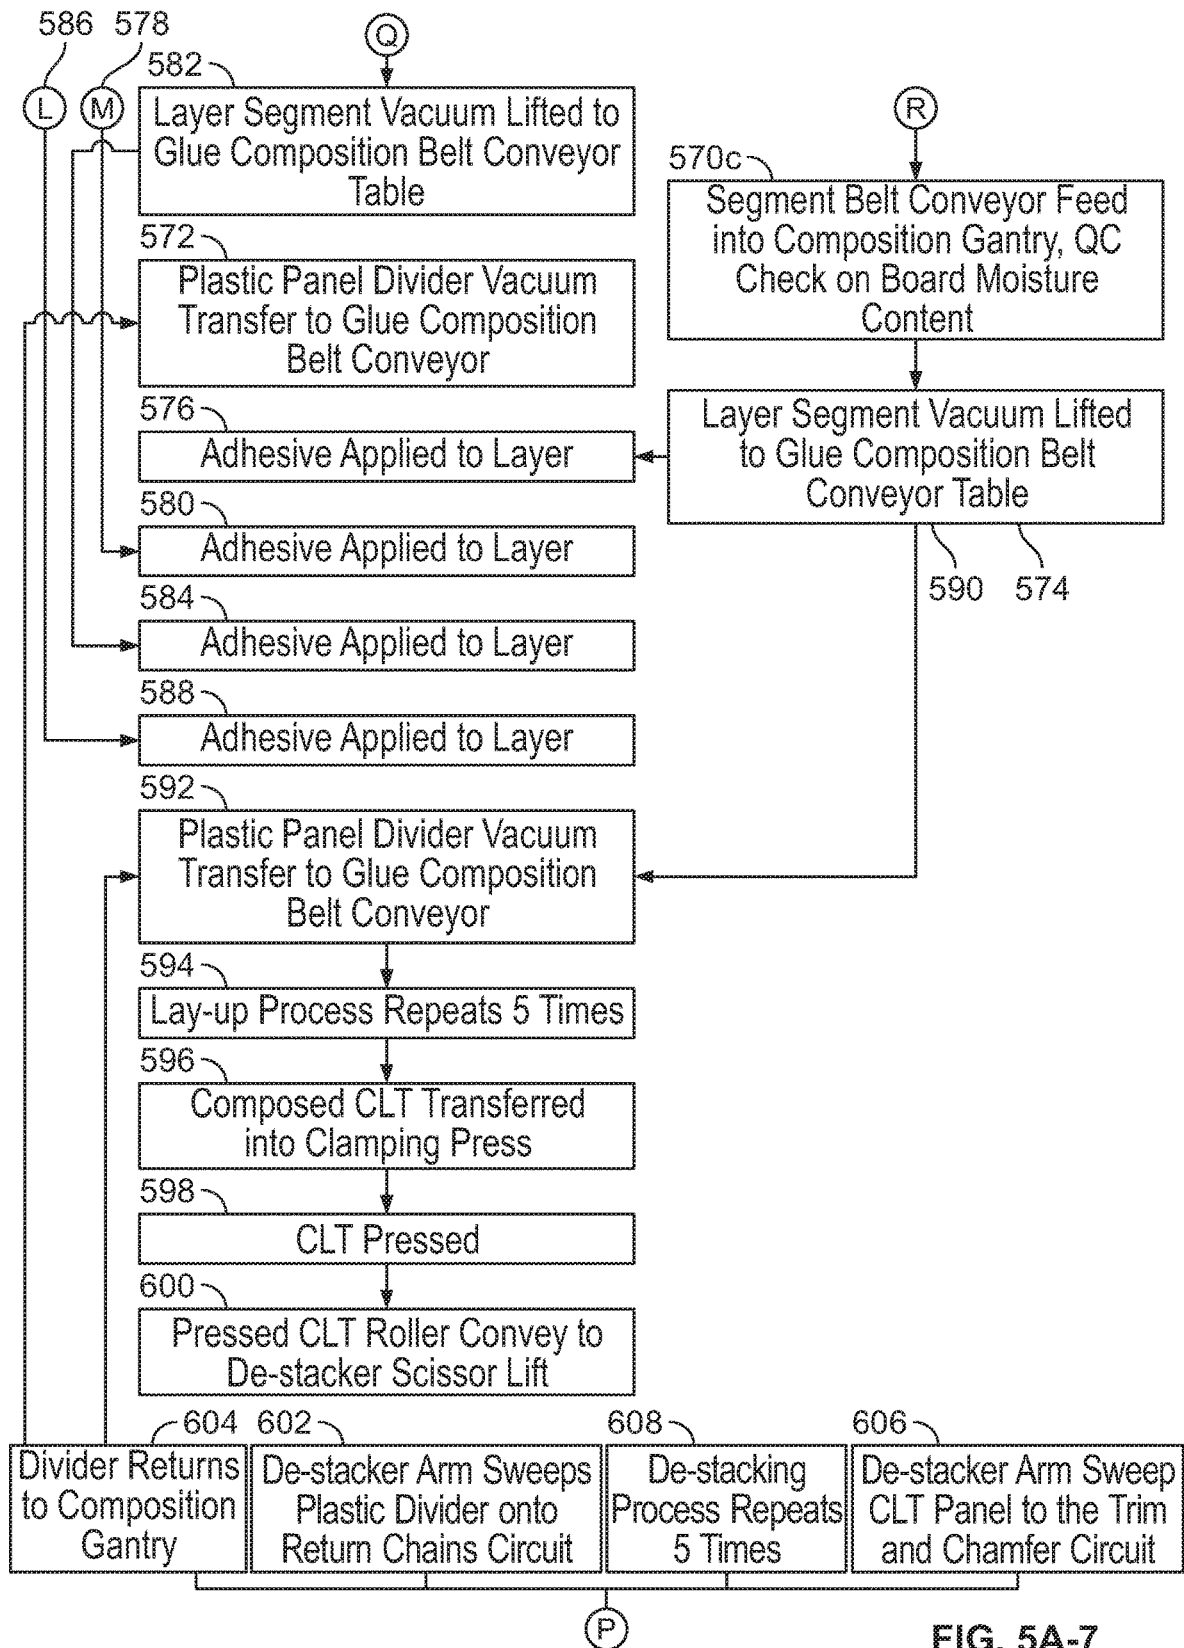 586
578
Q
L
M
582
Layer Segment Vacuum Lifted to
Glue Composition Belt Conveyor
Table
R
570c
Segment Belt Conveyor Feed
into Composition Gantry, QC
Check on Board Moisture
Content
572
Plastic Panel Divider Vacuum
Transfer to Glue Composition
Belt Conveyor
Layer Segment Vacuum Lifted
to Glue Composition Belt
Conveyor Table
590
574
576
Adhesive Applied to Layer
580
Adhesive Applied to Layer
584
Adhesive Applied to Layer
588
Adhesive Applied to Layer
592
Plastic Panel Divider Vacuum
Transfer to Glue Composition
Belt Conveyor
594
Lay-up Process Repeats 5 Times
596
Composed CLT Transferred
into Clamping Press
598
CLT Pressed
600
Pressed CLT Roller Convey to
De-stacker Scissor Lift
604
Divider Returns
to Composition
Gantry
602
De-stacker Arm Sweeps
Plastic Divider onto
Return Chains Circuit
608
De-stacking
Process Repeats
5 Times
606
De-stacker Arm Sweep
CLT Panel to the Trim
and Chamfer Circuit
P
FIG. 5A-7